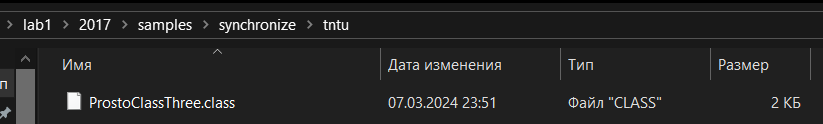 lab1 > 2017 > samples > synchronize > tntu
Имя Дата изменения Тип Размер
п
ProstoClassThree.class 07.03.2024 23:51 Файл "CLASS" 2 КБ